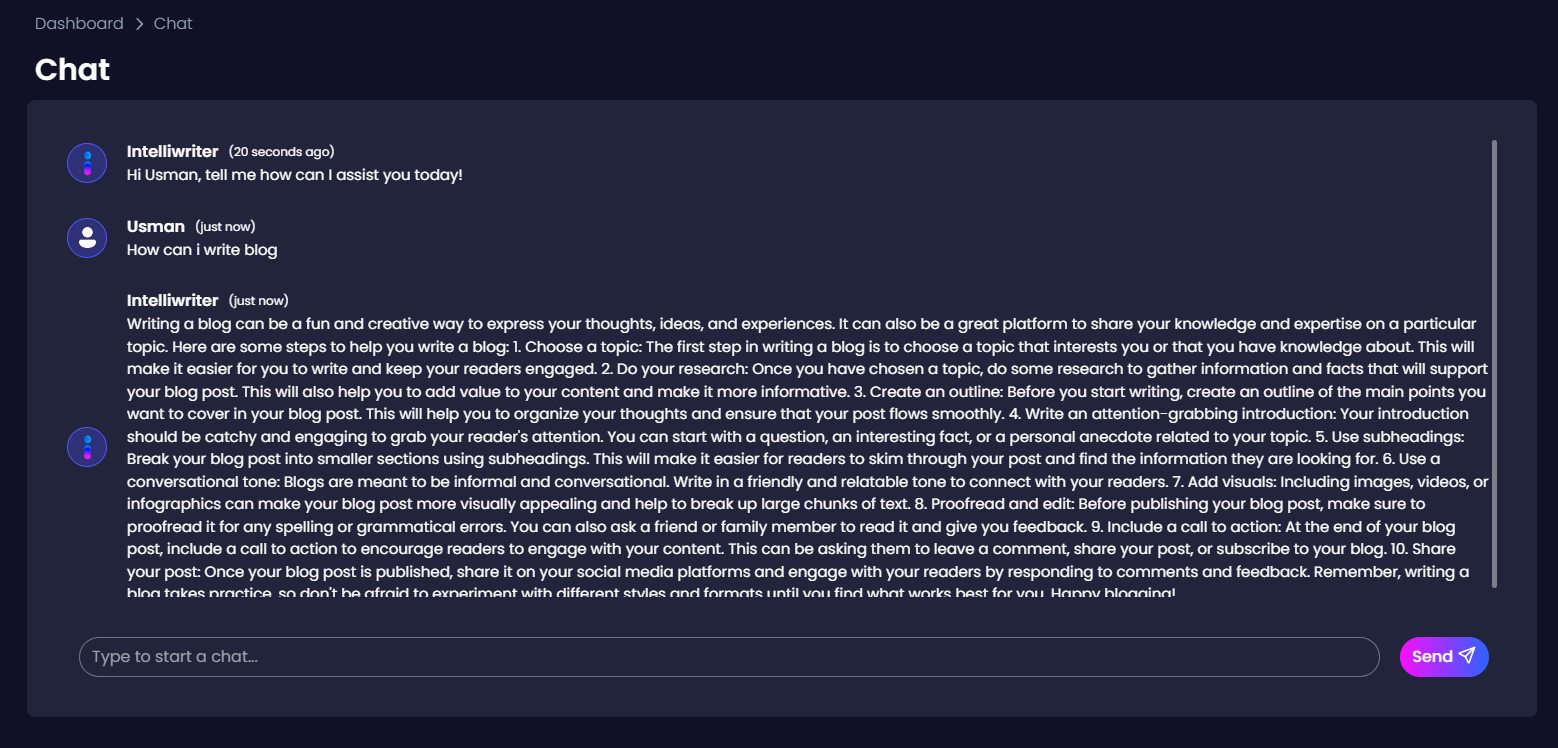 Dashboard > Chat
Chat
Intelliwriter (20 seconds ago)
Hi Usman, tell me how can I assist you today!
Usman (just now)
How can i write blog
Intelliwriter (just now)
Writing a blog can be a fun and creative way to express your thoughts, ideas, and experiences. It can also be a great platform to share your knowledge and expertise on a particular
topic. Here are some steps to help you write a blog: 1. Choose a topic: The first step in writing a blog is to choose a topic that interests you or that you have knowledge about. This will
make it easier for you to write and keep your readers engaged. 2. Do your research: Once you have chosen a topic, do some research to gather information and facts that will support
your blog post. This will also help you to add value to your content and make it more informative. 3. Create an outline: Before you start writing, create an outline of the main points you
want to cover in your blog post. This will help you to organize your thoughts and ensure that your post flows smoothly. 4. Write an attention-grabbing introduction: Your introduction
should be catchy and engaging to grab your reader's attention. You can start with a question, an interesting fact, or a personal anecdote related to your topic. 5. Use subheadings:
Break your blog post into smaller sections using subheadings. This will make it easier for readers to skim through your post and find the information they are looking for. 6. Use a
conversational tone: Blogs are meant to be informal and conversational. Write in a friendly and relatable tone to connect with your readers. 7. Add visuals: Including images, videos, or
infographics can make your blog post more visually appealing and help to break up large chunks of text. 8. Proofread and edit: Before publishing your blog post, make sure to
proofread it for any spelling or grammatical errors. You can also ask a friend or family member to read it and give you feedback. 9. Include a call to action: At the end of your blog
post, include a call to action to encourage readers to engage with your content. This can be asking them to leave a comment, share your post, or subscribe to your blog. 10. Share
your post: Once your blog post is published, share it on your social media platforms and engage with your readers by responding to comments and feedback. Remember, writing a
blog takes practice, so don't be afraid to experiment with different styles and formats until you find what works best for you. Happy blogging!
Type to start a chat...
Send